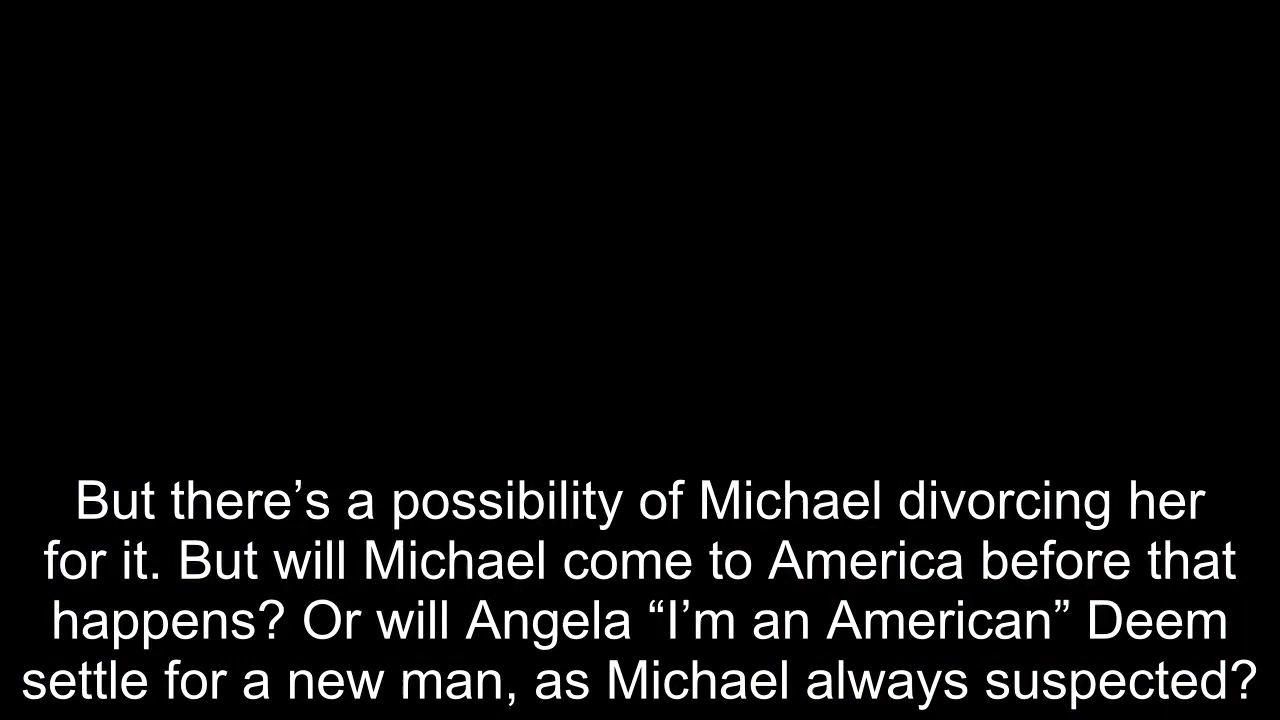 But there’s a possibility of Michael divorcing her
for it. But will Michael come to America before that
happens? Or will Angela “I’m an American” Deem
settle for a new man, as Michael always suspected?